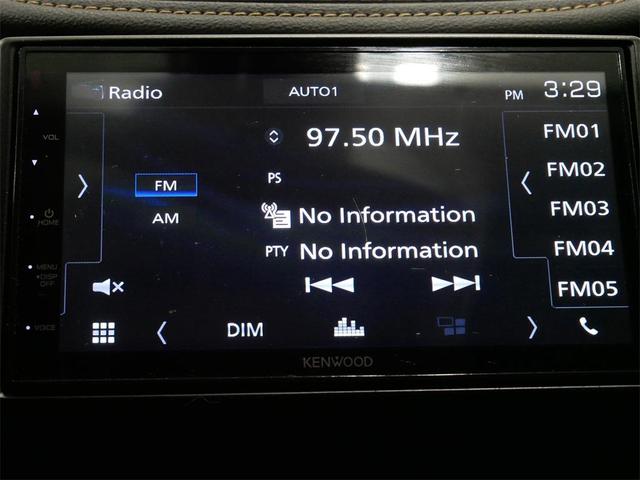 Radio
AUTO1
PM 3:29
VOL
97.50 MHz
FM01
FM
PS
FM02
AM
No Information
FM03
HOME
PTY No Information
FM04
MENU
•DISP OFF
FM05
VOICE
DIM
KENWOOD